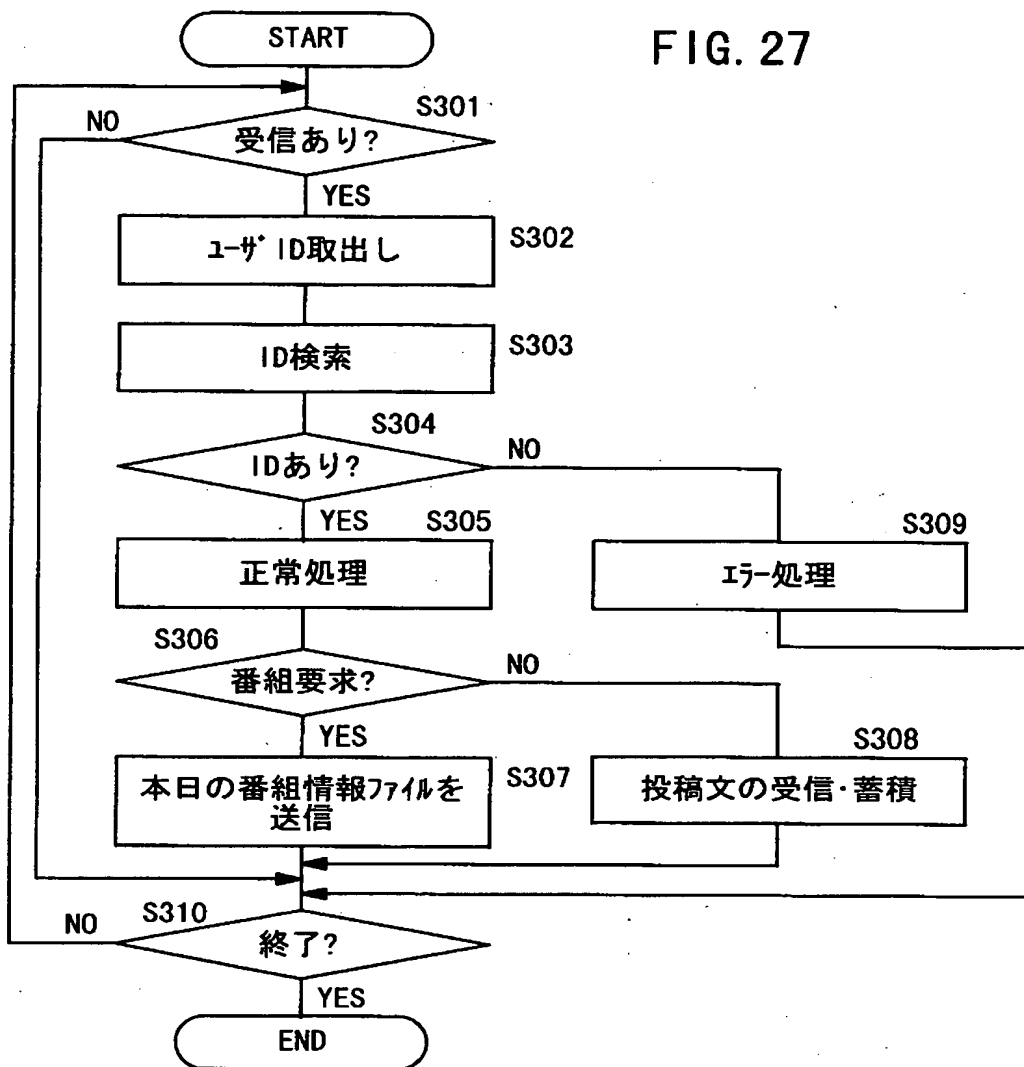 START
FIG. 27
S301
NO
受信あり?
YES
ﾕｰｻﾞID取出し
S302
ID検索
S303
S304
IDあり?
NO
YES
S305
正常処理
S309
ｴﾗｰ処理
S306
番組要求?
NO
YES
S308
本日の番組情報ﾌｧｲﾙを
送信
S307
投稿文の受信・蓄積
S310
NO
終了?
YES
END